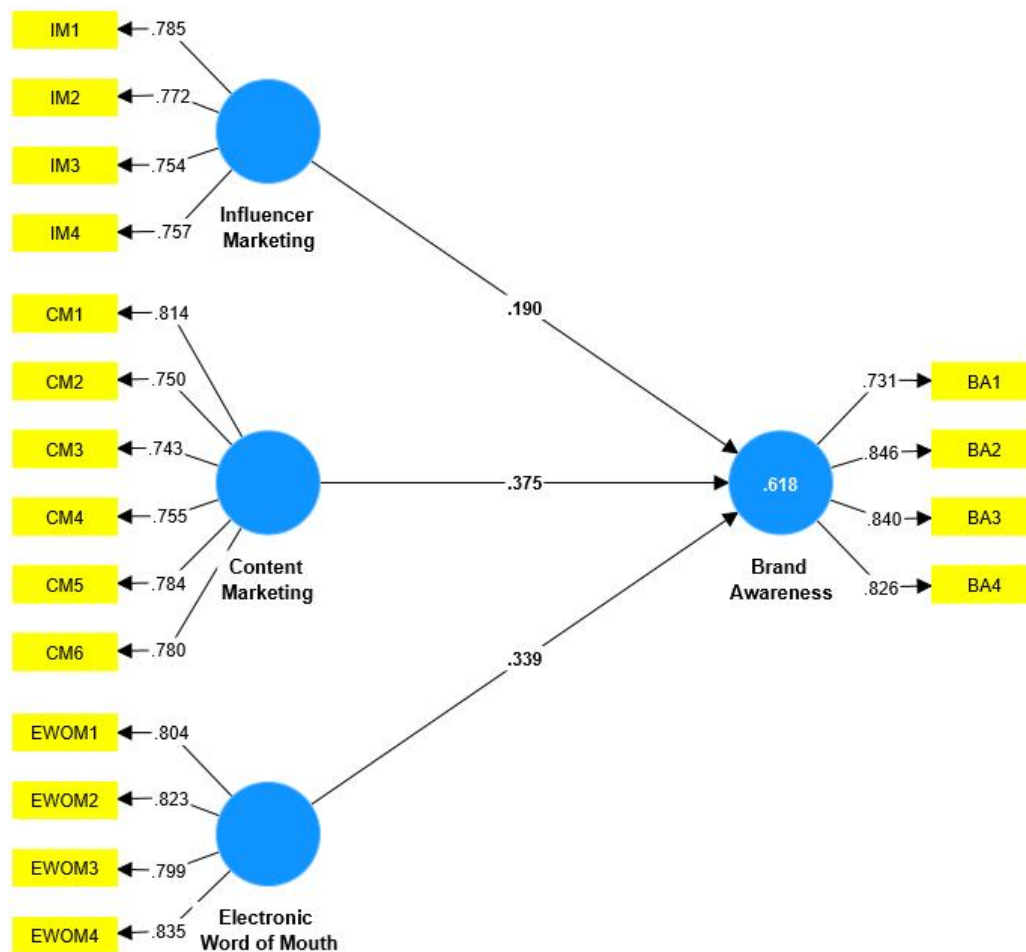 IM1
.785
IM2
.772
IM3
.754
IM4
.757
Influencer
Marketing
.190
CM1
.814
CM2
.750
CM3
.743
CM4
.755
CM5
.784
CM6
.780
Content
Marketing
.375
.618
Brand
Awareness
.731
BA1
.846
BA2
.840
BA3
.826
BA4
.339
EWOM1
.804
EWOM2
.823
EWOM3
.799
EWOM4
.835
Electronic
Word of Mouth